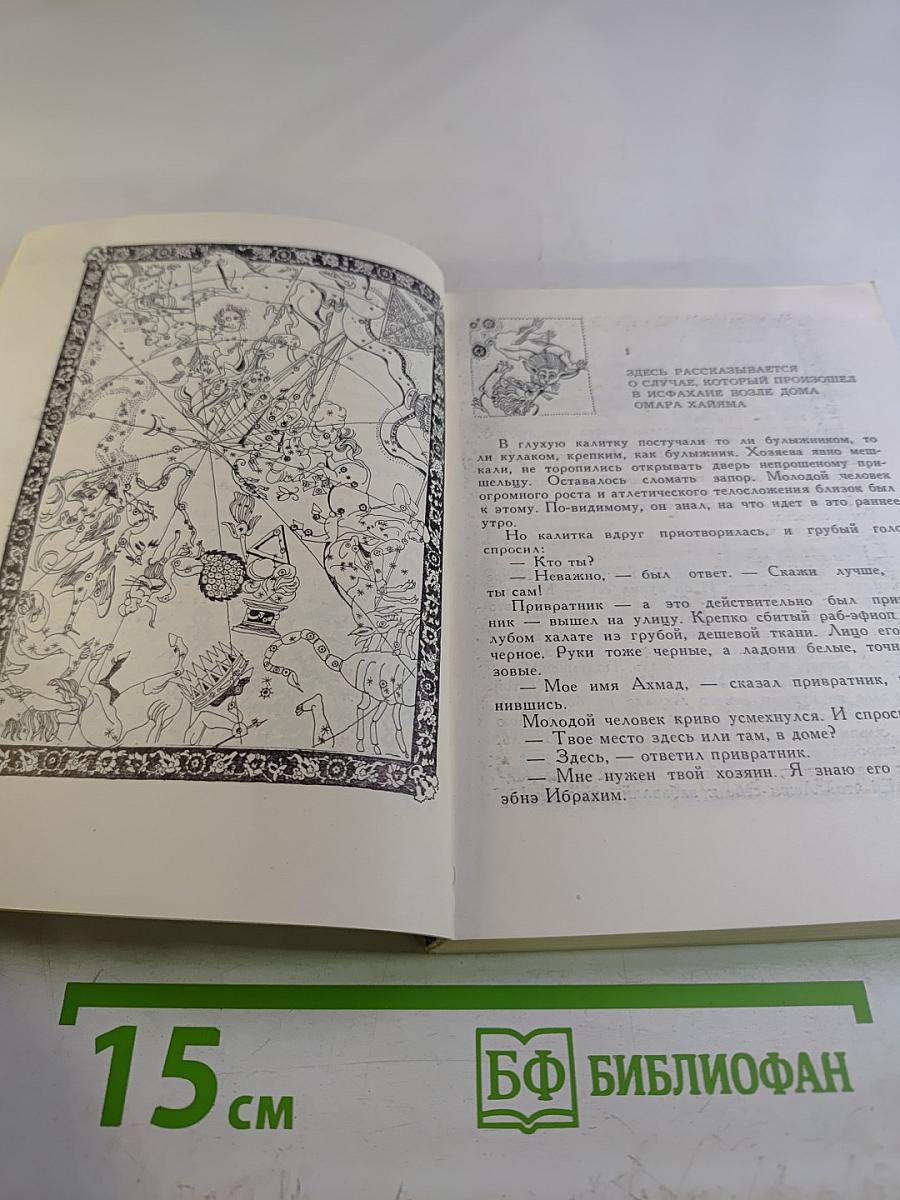 1
ЗДЕСЬ РАССКАЗЫВАЕТСЯ
О СЛУЧАЕ, КОТОРЫЙ ПРОИЗОШЕЛ
В ИСФАХАНЕ ВОЗЛЕ ДОМА
ОМАРА ХАЙЯМА
В глухую калитку постучали то ли булыжником, то
ли кулаком, крепким, как булыжник. Хозяева явно меш-
кали, не торопились открывать дверь непрошеному при-
шельцу. Оставалось сломать запор. Молодой человек
огромного роста и атлетического телосложения близок был
к этому. По-видимому, он знал, на что идет в это раннее
утро.
Но калитка вдруг приотворилась, и грубый голо
спросил:
— Кто ты?
— Неважно, — был ответ. — Скажи лучше,
ты сам!
Привратник — а это действительно был прив
ник — вышел на улицу. Крепко сбитый раб-эфиоп
лубом халате из грубой, дешевой ткани. Лицо его
черное. Руки тоже черные, а ладони белые, точн
зовые.
— Мое имя Ахмад, — сказал привратник,
нившись.
Молодой человек криво усмехнулся. И спрос
— Твое место здесь или там, в доме?
— Здесь, — ответил привратник.
— Мне нужен твой хозяин. Я знаю его
эбнэ Ибрахим.
15 см
БФ БИБЛИОФАН